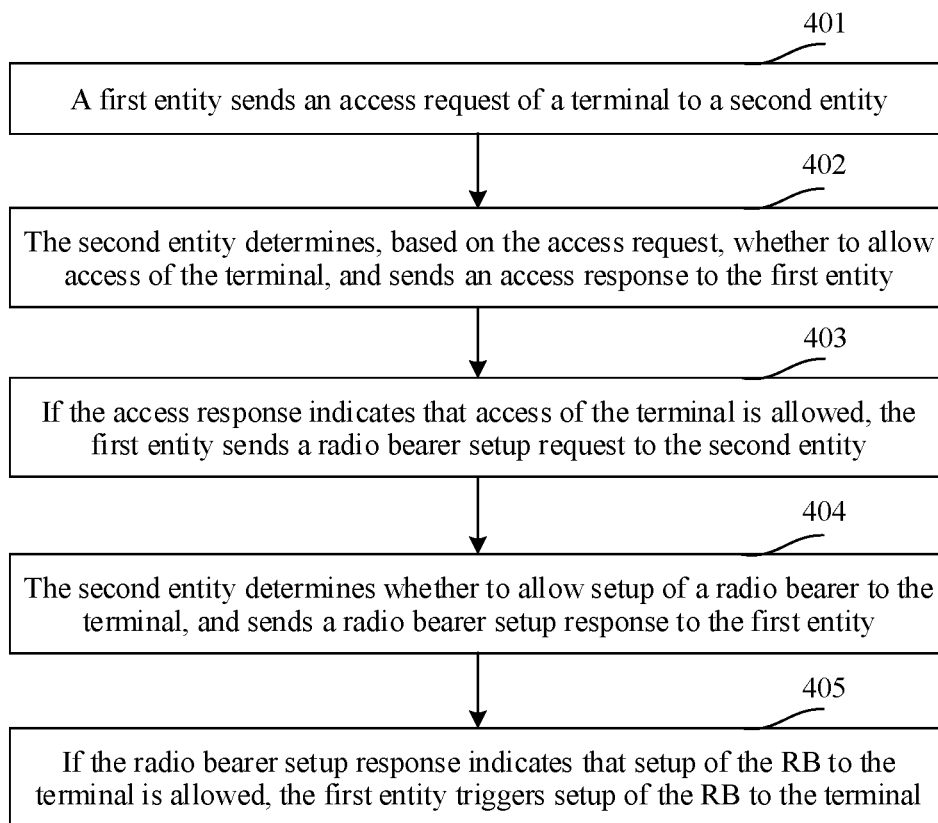 401
A first entity sends an access request of a terminal to a second entity
402
The second entity determines, based on the access request, whether to allow
access of the terminal, and sends an access response to the first entity
403
If the access response indicates that access of the terminal is allowed, the
first entity sends a radio bearer setup request to the second entity
404
The second entity determines whether to allow setup of a radio bearer to the
terminal, and sends a radio bearer setup response to the first entity
405
If the radio bearer setup response indicates that setup of the RB to the
terminal is allowed, the first entity triggers setup of the RB to the terminal